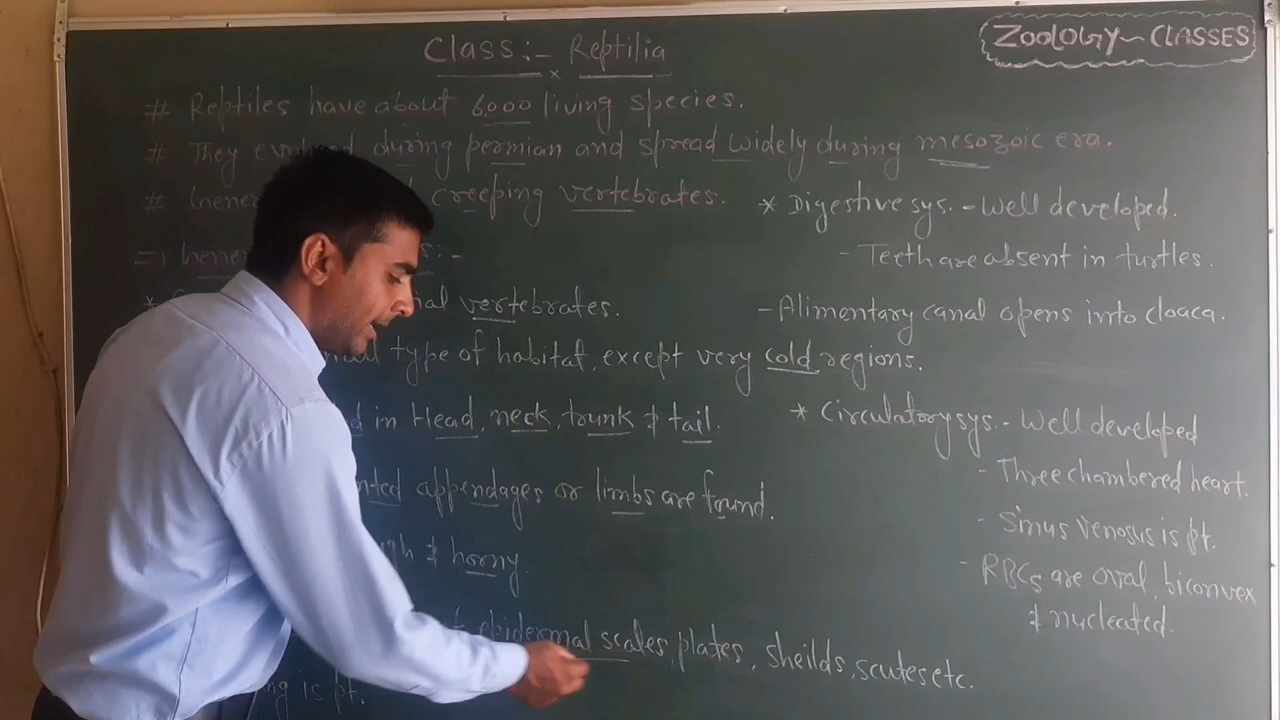 Class:- Reptilia
ZOOLOGY-CLASSES
# Reptiles have about 6,000 living species.
# They during permian and spread widely during mesozoic era.
# creeping vertebrates.
* Digestive sys. - Well developed.
- Teeth are absent in turtles.
=)
:-
* vertebrates.
- Alimentary canal opens into cloaca.
type of habitat, except very cold regions.
in Head, neck, trunk & tail.
* Circulatory sys. - Well developed
- Three chambered heart.
appendages or limbs are found.
- Sinus venosus is pt.
& horny.
- RBCs are oval, biconvex
& nucleated.
epidermal scales, plates, sheilds, scutes etc.
is pt.